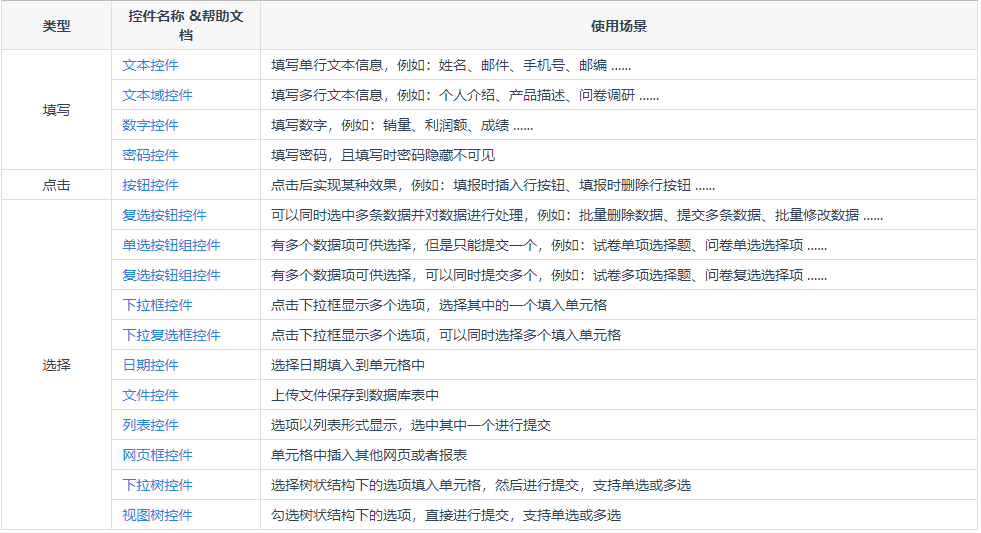 类型 控件名称 &帮助文档 使用场景
填写
文本控件 填写单行文本信息，例如：姓名、邮件、手机号、邮编 ......
文本域控件 填写多行文本信息，例如：个人介绍、产品描述、问卷调研 ......
数字控件 填写数字，例如：销量、利润额、成绩 ......
密码控件 填写密码，且填写时密码隐藏不可见
点击
按钮控件 点击后实现某种效果，例如：填报时插入行按钮、填报时删除行按钮 ......
选择
复选按钮控件 可以同时选中多条数据并对数据进行处理，例如：批量删除数据、提交多条数据、批量修改数据 ......
单选按钮组控件 有多个数据项可供选择，但是只能提交一个，例如：试卷单项选择题、问卷单选选择项 ......
复选按钮组控件 有多个数据项可供选择，可以同时提交多个，例如：试卷多项选择题、问卷复选选择项 ......
下拉框控件 点击下拉框显示多个选项，选择其中的一个填入单元格
下拉复选框控件 点击下拉框显示多个选项，可以同时选择多个填入单元格
日期控件 选择日期填入到单元格中
文件控件 上传文件保存到数据库表中
列表控件 选项以列表形式显示，选中其中一个进行提交
网页框控件 单元格中插入其他网页或者报表
下拉树控件 选择树状结构下的选项填入单元格，然后进行提交，支持单选或多选
视图树控件 勾选树状结构下的选项，直接进行提交，支持单选或多选